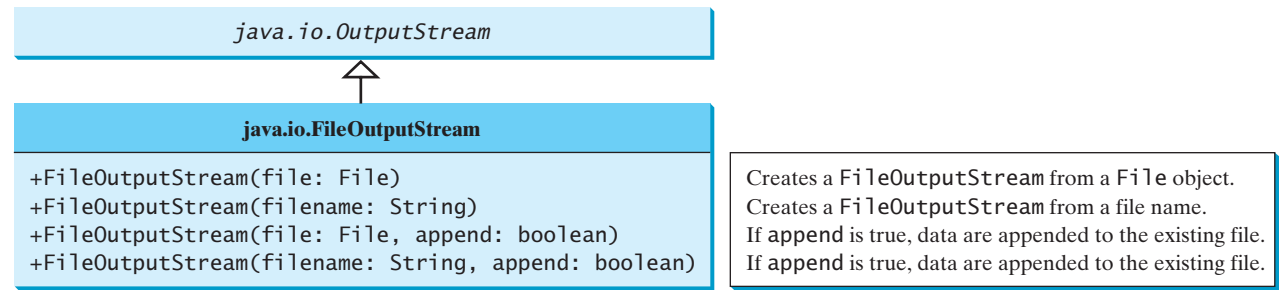 java.io.OutputStream
java.io.FileOutputStream
+FileOutputStream(file: File)
+FileOutputStream(filename: String)
+FileOutputStream(file: File, append: boolean)
+FileOutputStream(filename: String, append: boolean)
Creates a FileOutputStream from a File object.
Creates a FileOutputStream from a file name.
If append is true, data are appended to the existing file.
If append is true, data are appended to the existing file.